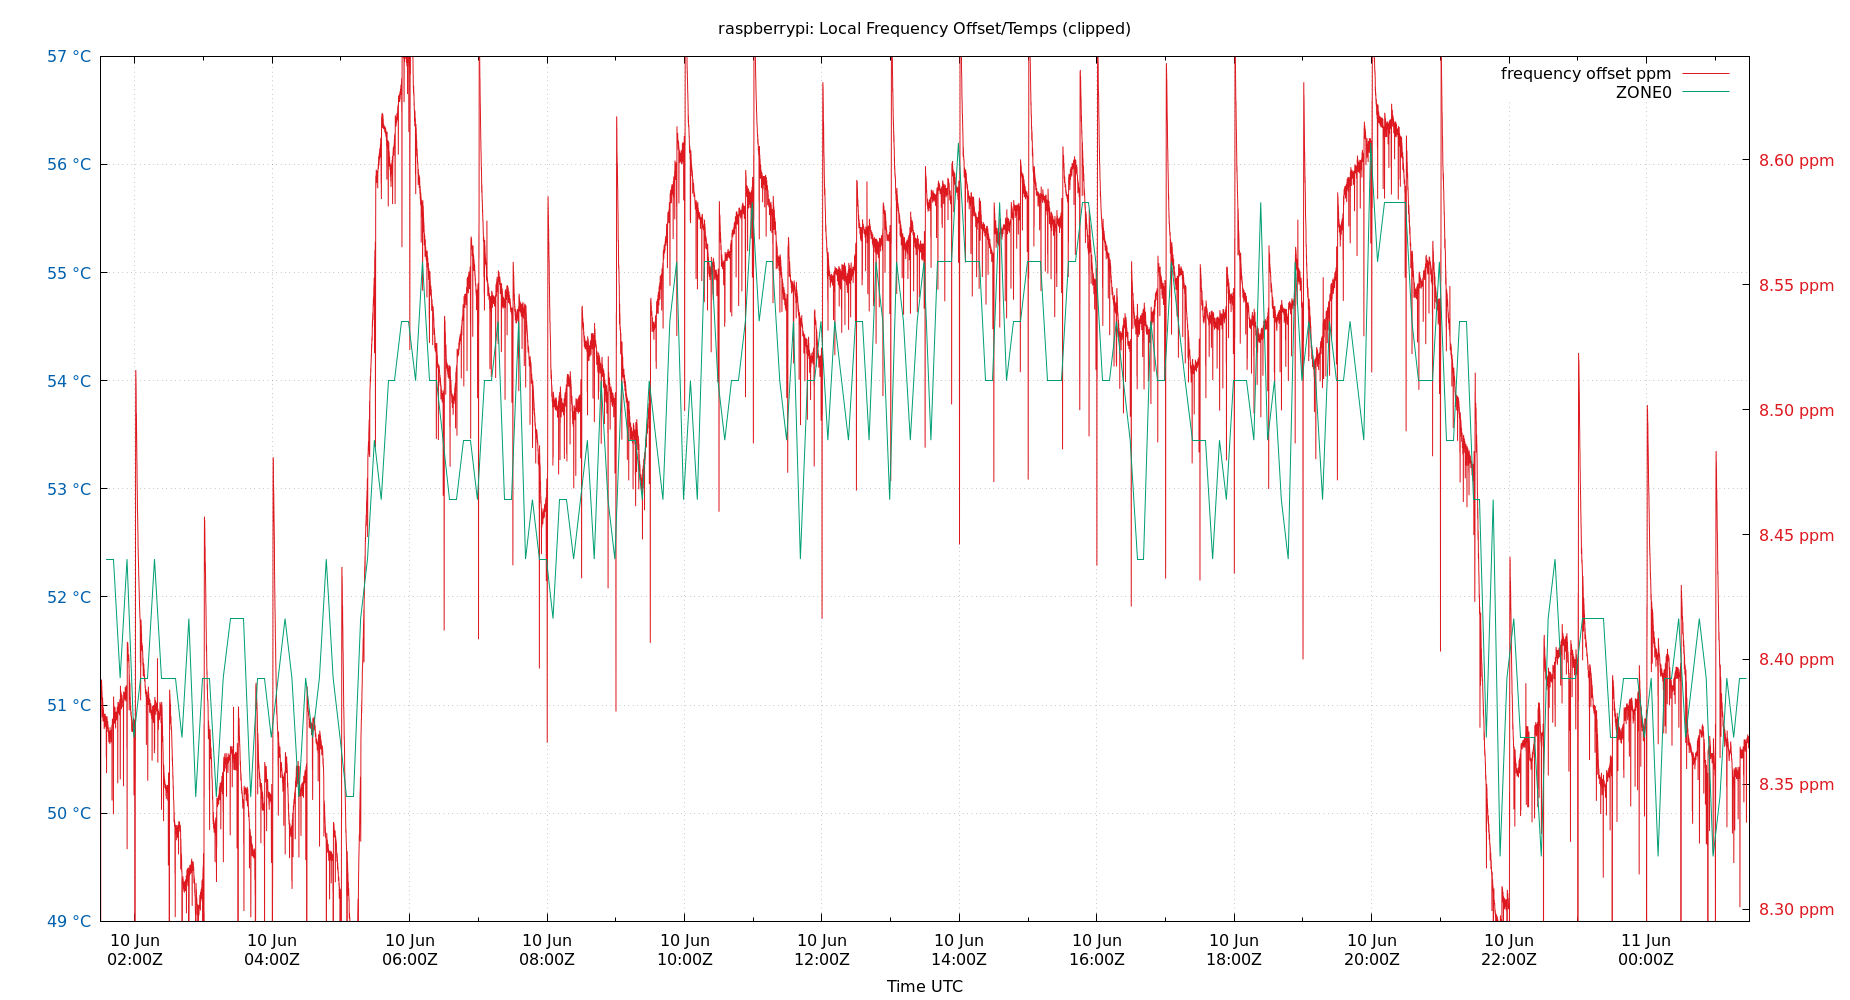 raspberrypi: Local Frequency Offset/Temps (clipped)
57 °C
56 °C
55 °C
54 °C
53 °C
52 °C
51 °C
50 °C
49 °C
frequency offset ppm
ZONE0
8.60 ppm
8.55 ppm
8.50 ppm
8.45 ppm
8.40 ppm
8.35 ppm
8.30 ppm
10 Jun 10 Jun 10 Jun 10 Jun 10 Jun 10 Jun 10 Jun 10 Jun 10 Jun 10 Jun 10 Jun 11 Jun
02:00Z 04:00Z 06:00Z 08:00Z 10:00Z 12:00Z 14:00Z 16:00Z 18:00Z 20:00Z 22:00Z 00:00Z
Time UTC